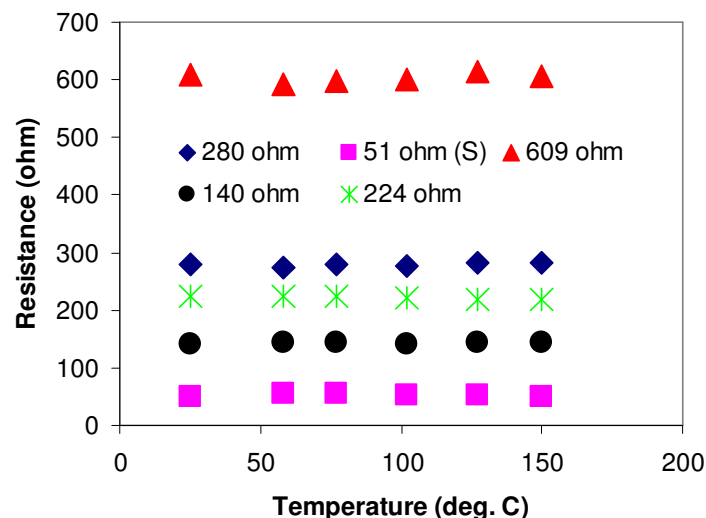 700
600
500
400
300
200
100
0
Resistance (ohm)
280 ohm 51 ohm (S) 609 ohm
140 ohm 224 ohm
0 50 100 150 200
Temperature (deg. C)